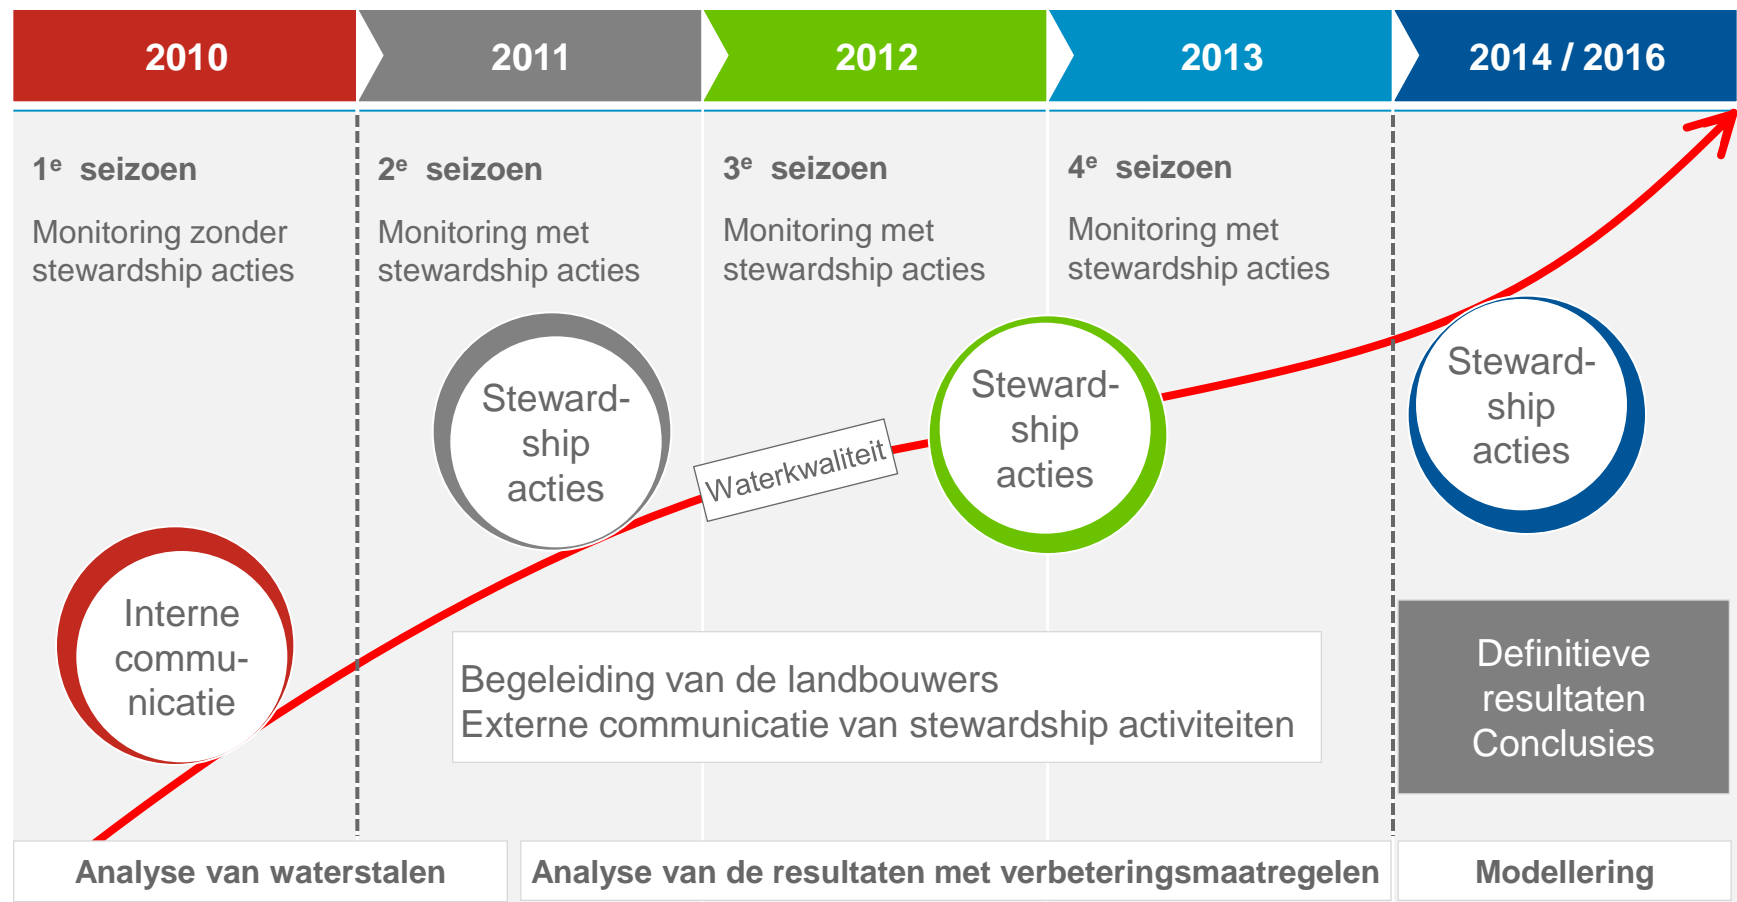 2010
2011
2012
2013
2014 / 2016
1e seizoen
Monitoring zonder
stewardship acties
2e seizoen
Monitoring met
stewardship acties
3e seizoen
Monitoring met
stewardship acties
4e seizoen
Monitoring met
stewardship acties
Interne
commu-
nicatie
Steward-
ship
acties
Waterkwaliteit
Steward-
ship
acties
Steward-
ship
acties
Begeleiding van de landbouwers
Externe communicatie van stewardship activiteiten
Definitieve
resultaten
Conclusies
Analyse van waterstalen
Analyse van de resultaten met verbeteringsmaatregelen
Modellering